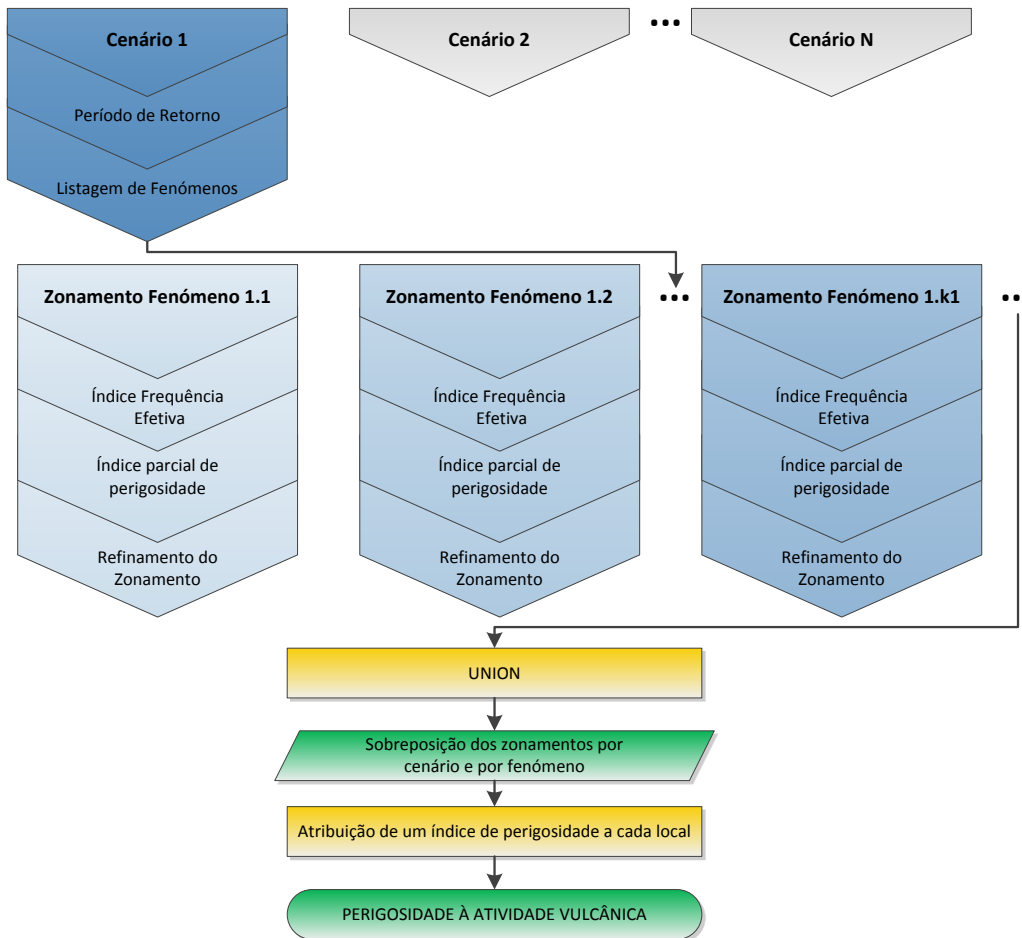 Cenário 1
Cenário 2
...
Cenário N
Período de Retorno
Listagem de Fenómenos
Zonamento Fenómeno 1.1
Zonamento Fenómeno 1.2
...
Zonamento Fenómeno 1.k1
...
Índice Frequência
Efetiva
Índice Frequência
Efetiva
Índice Frequência
Efetiva
Índice parcial de
perigosidade
Índice parcial de
perigosidade
Índice parcial de
perigosidade
Refinamento do
Zonamento
Refinamento do
Zonamento
Refinamento do
Zonamento
UNION
Sobreposição dos zonamentos por
cenário e por fenómeno
Atribuição de um índice de perigosidade a cada local
PERIGOSIDADE À ATIVIDADE VULCÂNICA